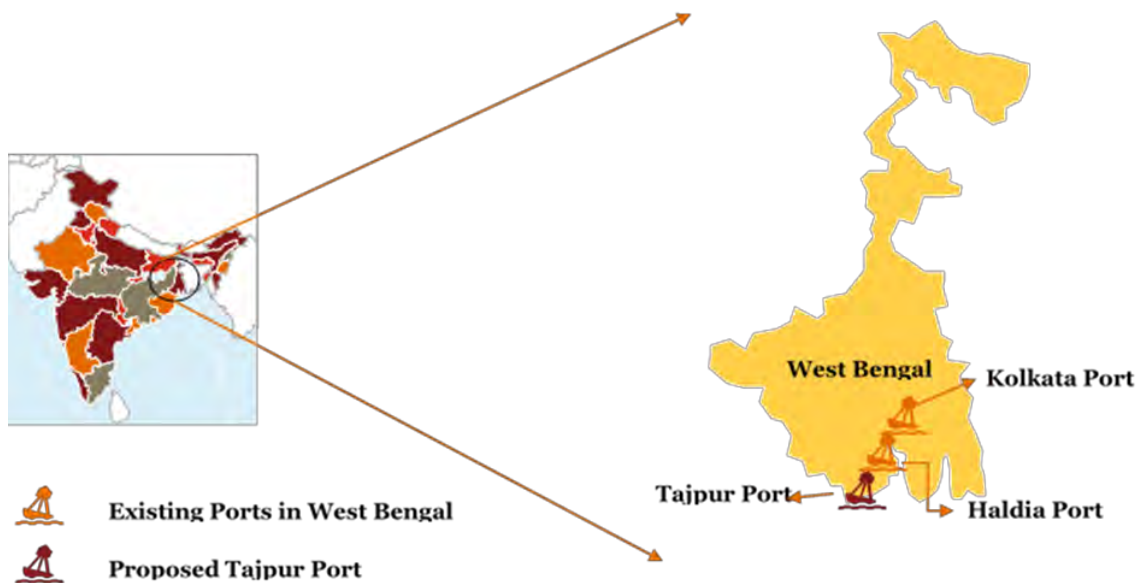 West Bengal
Kolkata Port
Tajpur Port
Haldia Port
Existing Ports in West Bengal
Proposed Tajpur Port